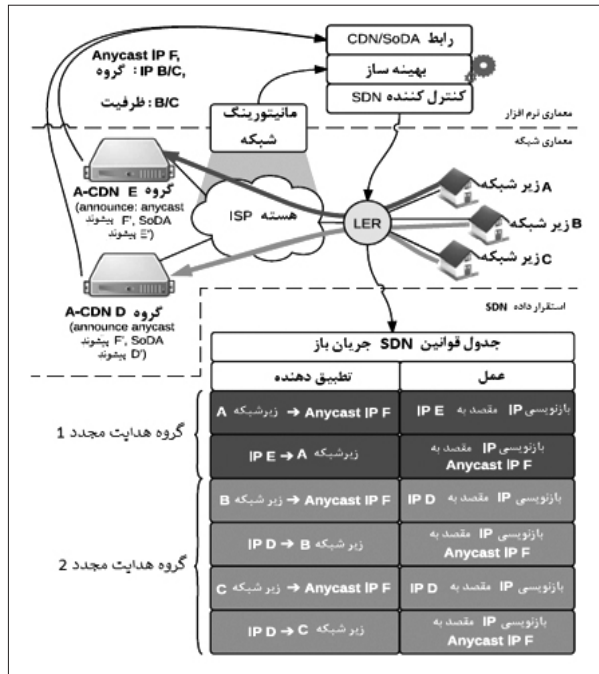 رابط CDN/SoDA
بهینه ساز
کنترل کننده SDN
Anycast IP F,
گروه : IP B/C,
ظرفیت : B/C
معماری نرم افزار
معماری شبکه
مانیتورینگ
شبکه
A-CDN E گروه
(announce: anycast
پیشوند F', SoDA
پیشوند E')
هسته ISP
LER
زیر شبکه A
زیر شبکه B
زیر شبکه C
A-CDN D گروه
(announce anycast
پیشوند F', SoDA
پیشوند D')
استقرار داده SDN
جدول قوانین SDN جریان باز
تطبیق دهنده
عمل
گروه هدایت مجدد 1
زیرشبکه A → Anycast IP F
بازنویسی IP مقصد به IP E
IP E → A زیرشبکه
بازنویسی IP مقصد به
Anycast IP F
گروه هدایت مجدد 2
زیر شبکه B → Anycast IP F
بازنویسی IP مقصد به IP D
IP D → B زیر شبکه
بازنویسی IP مقصد به
Anycast IP F
زیر شبکه C → Anycast IP F
بازنویسی IP مقصد به IP D
IP D → C زیر شبکه
بازنویسی IP مقصد به
Anycast IP F